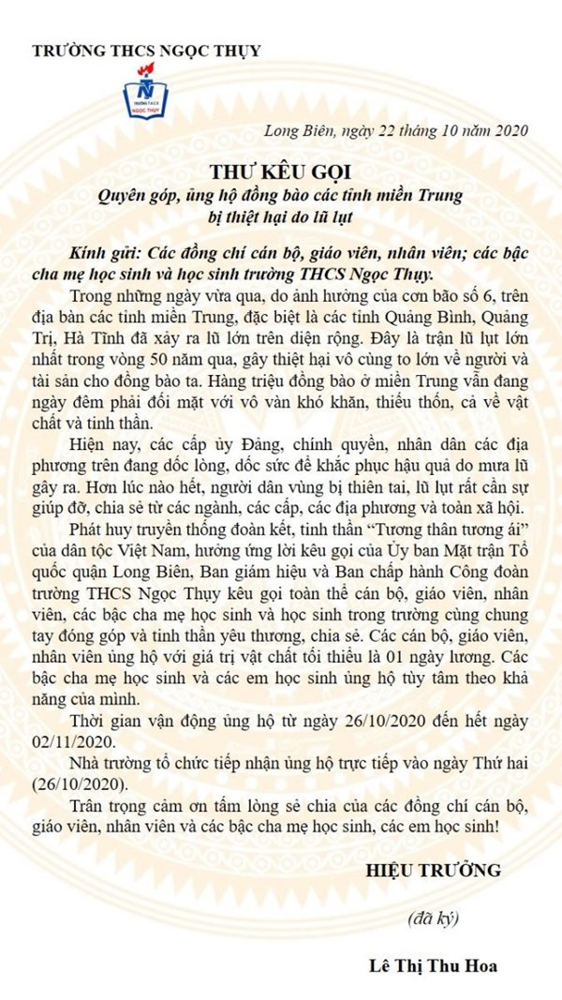 TRƯỜNG THCS NGỌC THỤY
TN
TRƯỜNG T.H.C.S
NGỌC THỤY
Long Biên, ngày 22 tháng 10 năm 2020
THƯ KÊU GỌI
Quyên góp, ủng hộ đồng bào các tỉnh miền Trung
bị thiệt hại do lũ lụt
Kính gửi: Các đồng chí cán bộ, giáo viên, nhân viên; các bậc
cha mẹ học sinh và học sinh trường THCS Ngọc Thụy.
Trong những ngày vừa qua, do ảnh hưởng của cơn bão số 6, trên
địa bàn các tỉnh miền Trung, đặc biệt là các tỉnh Quảng Bình, Quảng
Trị, Hà Tĩnh đã xảy ra lũ lớn trên diện rộng. Đây là trận lũ lụt lớn
nhất trong vòng 50 năm qua, gây thiệt hại vô cùng to lớn về người và
tài sản cho đồng bào ta. Hàng triệu đồng bào ở miền Trung vẫn đang
ngày đêm phải đối mặt với vô vàn khó khăn, thiếu thốn, cả về vật
chất và tinh thần.
Hiện nay, các cấp ủy Đảng, chính quyền, nhân dân các địa
phương trên đang dốc lòng, dốc sức để khắc phục hậu quả do mưa lũ
gây ra. Hơn lúc nào hết, người dân vùng bị thiên tai, lũ lụt rất cần sự
giúp đỡ, chia sẻ từ các ngành, các cấp, các địa phương và toàn xã hội.
Phát huy truyền thống đoàn kết, tinh thần “Tương thân tương ái”
của dân tộc Việt Nam, hưởng ứng lời kêu gọi của Ủy ban Mặt trận Tổ
quốc quận Long Biên, Ban giám hiệu và Ban chấp hành Công đoàn
trường THCS Ngọc Thụy kêu gọi toàn thể cán bộ, giáo viên, nhân
viên, các bậc cha mẹ học sinh và học sinh trong trường cùng chung
tay đóng góp và tinh thần yêu thương, chia sẻ. Các cán bộ, giáo viên,
nhân viên ủng hộ với giá trị vật chất tối thiểu là 01 ngày lương. Các
bậc cha mẹ học sinh và các em học sinh ủng hộ tùy tâm theo khả
năng của mình.
Thời gian vận động ủng hộ từ ngày 26/10/2020 đến hết ngày
02/11/2020.
Nhà trường tổ chức tiếp nhận ủng hộ trực tiếp vào ngày Thứ hai
(26/10/2020).
Trân trọng cảm ơn tấm lòng sẻ chia của các đồng chí cán bộ,
giáo viên, nhân viên và các bậc cha mẹ học sinh, các em học sinh!
HIỆU TRƯỞNG
(đã ký)
Lê Thị Thu Hoa